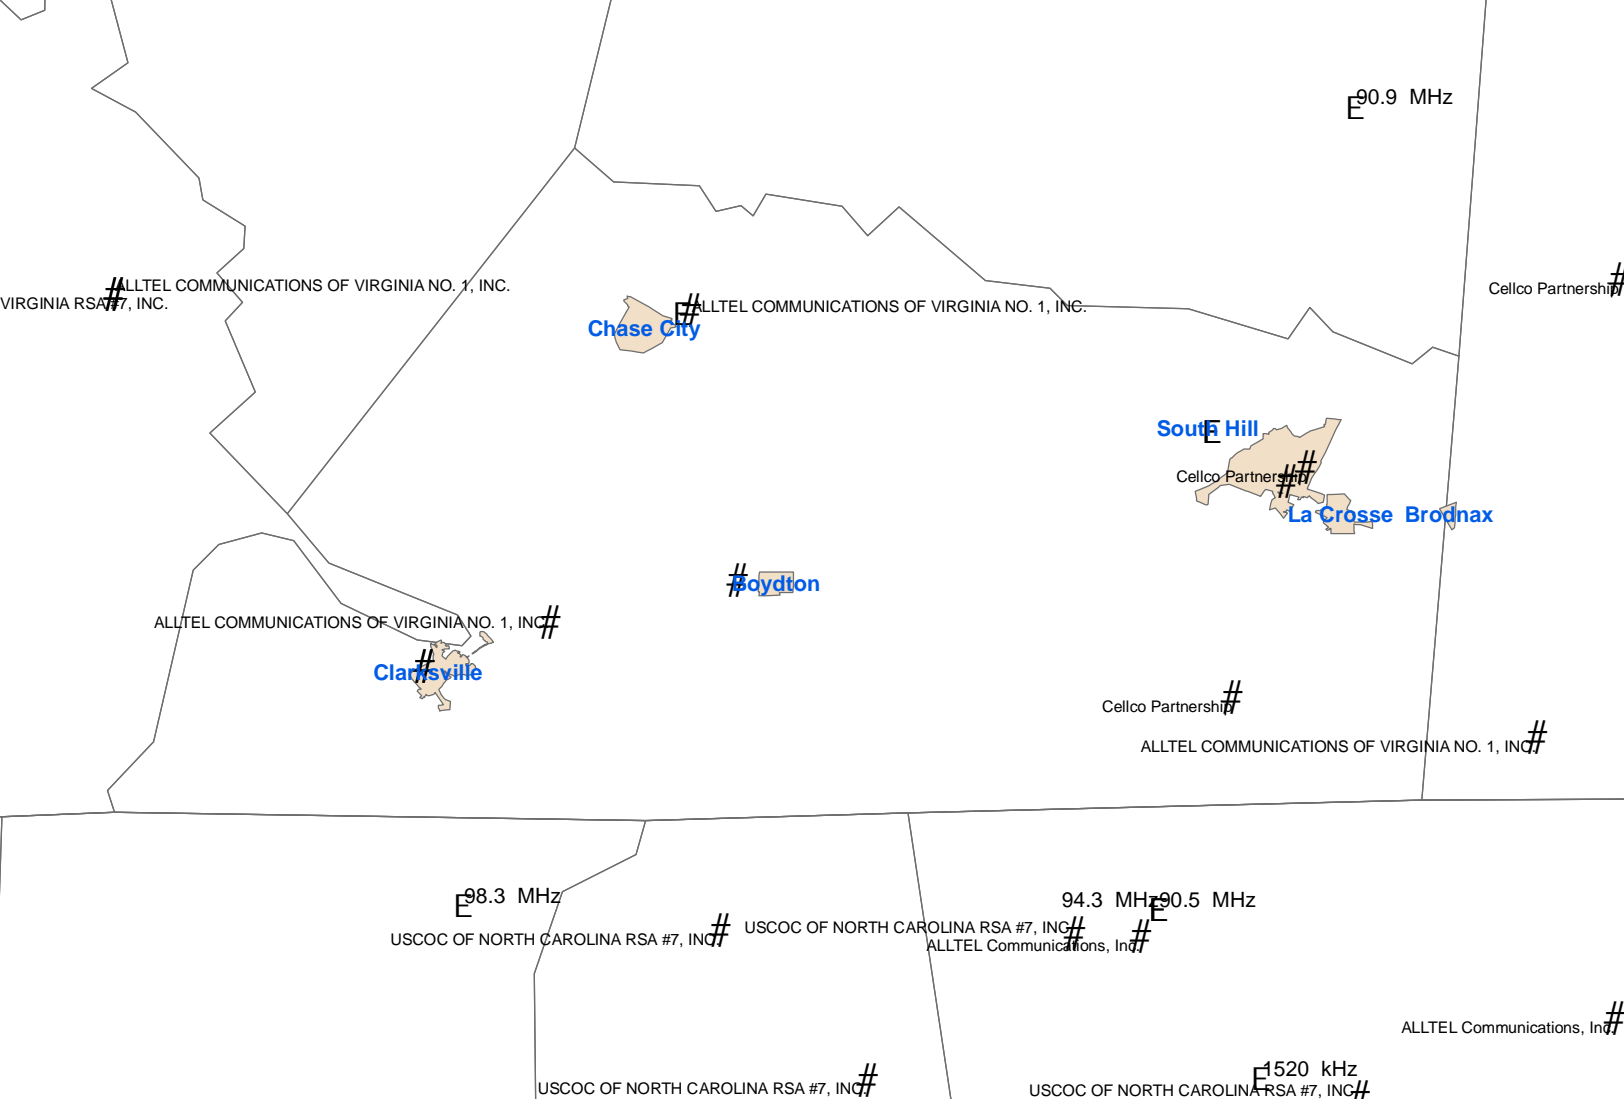 90.9 MHz
E
ALLTEL COMMUNICATIONS OF VIRGINIA NO. 1, INC.
#
VIRGINIA RSA #7, INC.
Cellco Partnership
#
E
#
ALLTEL COMMUNICATIONS OF VIRGINIA NO. 1, INC.
Chase City
South Hill
E
Cellco Partnership
#
#
La Crosse Brodnax
#
Boydton
ALLTEL COMMUNICATIONS OF VIRGINIA NO. 1, INC.
#
Clarksville
#
Cellco Partnership
#
ALLTEL COMMUNICATIONS OF VIRGINIA NO. 1, INC.
#
98.3 MHz
E
94.3 MHz
90.5 MHz
E
USCOC OF NORTH CAROLINA RSA #7, INC.
#
USCOC OF NORTH CAROLINA RSA #7, INC.
#
ALLTEL Communications, Inc.
#
ALLTEL Communications, Inc.
#
1520 kHz
E
USCOC OF NORTH CAROLINA RSA #7, INC.
#
USCOC OF NORTH CAROLINA RSA #7, INC.
#